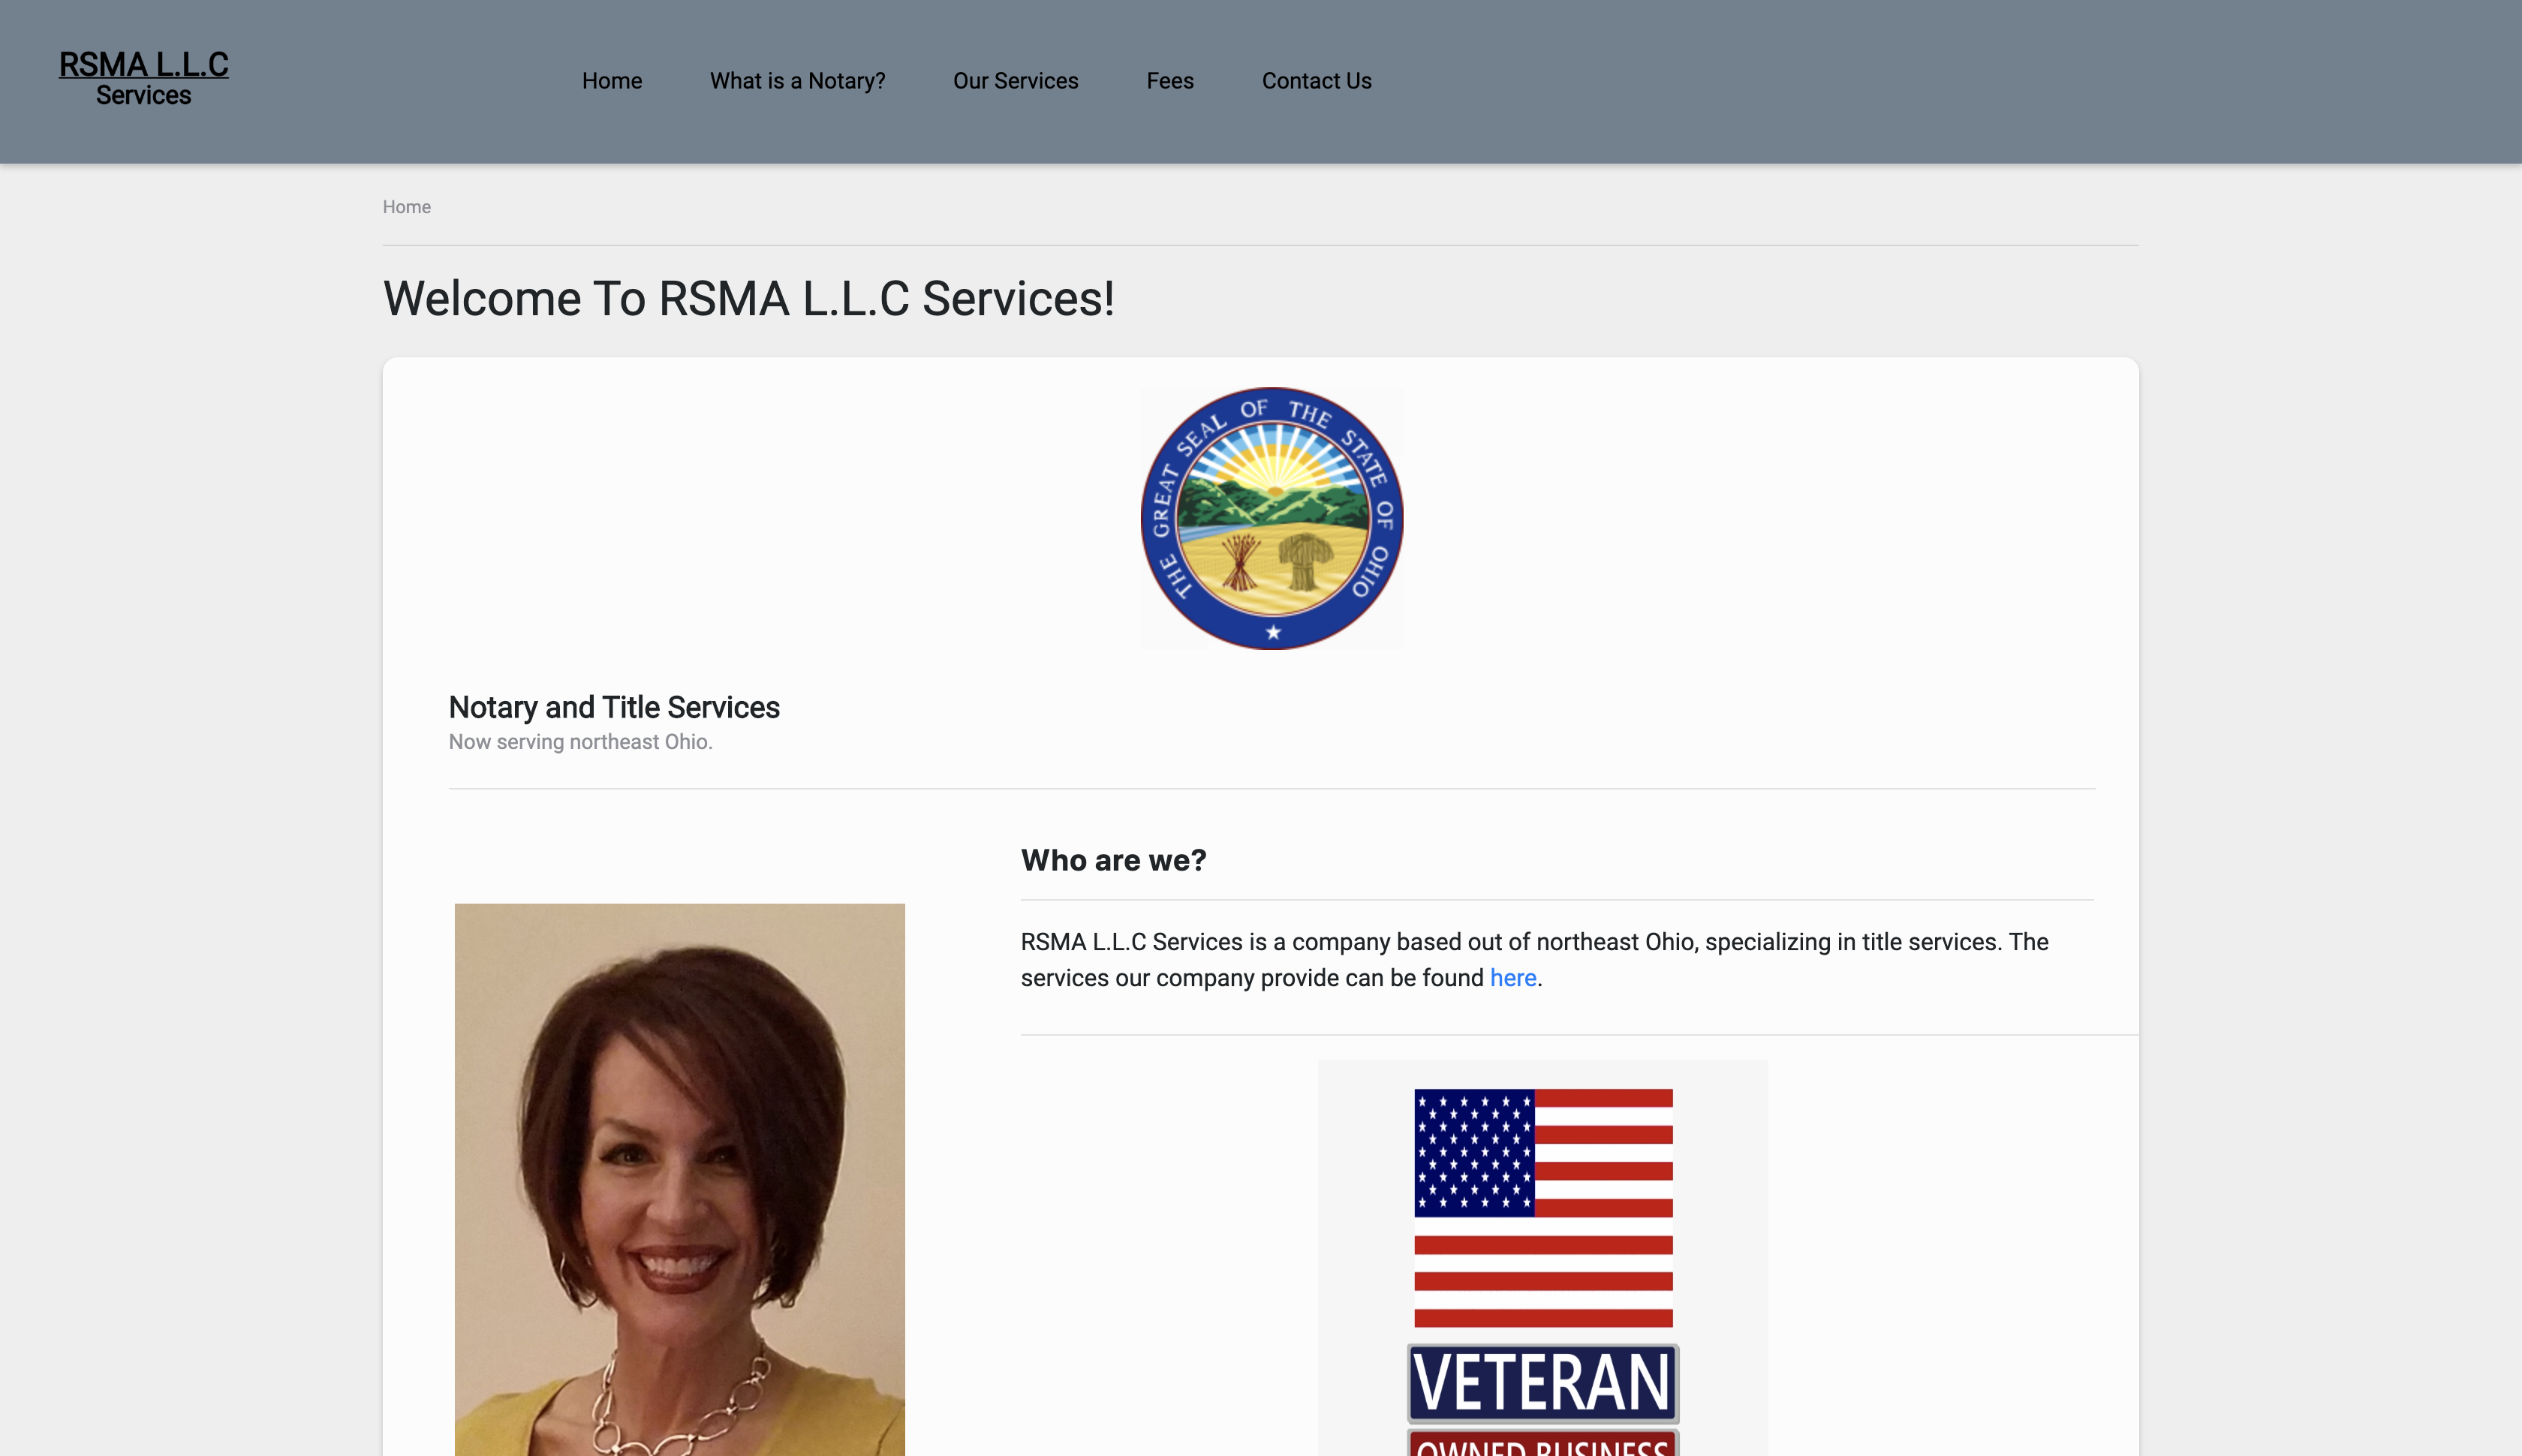 RSMA L.L.C
Services
Home
What is a Notary?
Our Services
Fees
Contact Us
Home
Welcome To RSMA L.L.C Services!
THE GREAT SEAL OF THE STATE OF OHIO
Notary and Title Services
Now serving northeast Ohio.
Who are we?
RSMA L.L.C Services is a company based out of northeast Ohio, specializing in title services. The
services our company provide can be found here.
VETERAN
OWNED BUSINESS